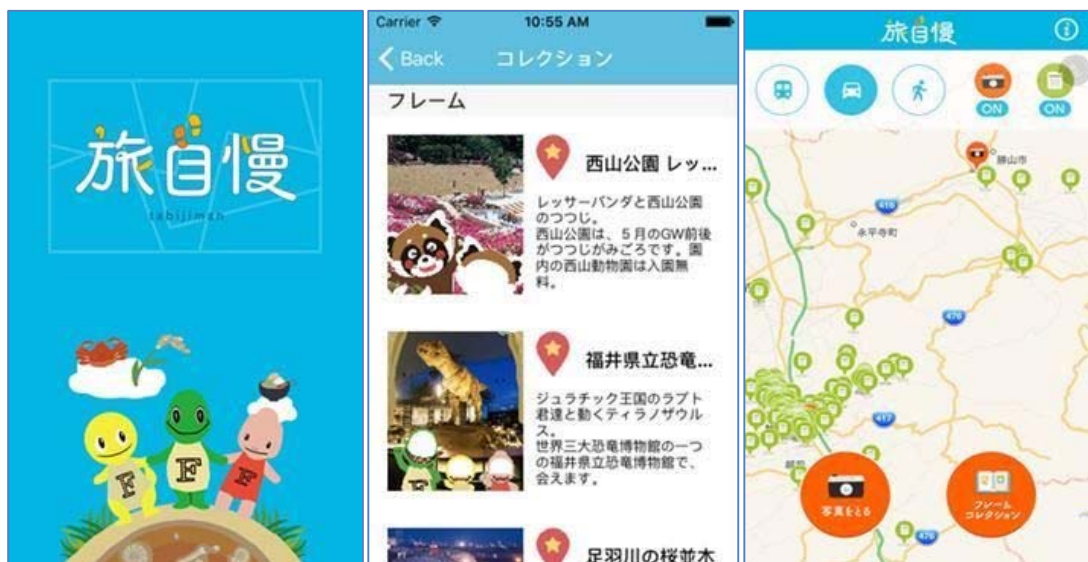 旅自慢
tabijiman
F
F
F
Carrier
10:55 AM
Back
コレクション
フレーム
西山公園 レッ...
レッサーパンダと西山公園
のつつじ。
西山公園は、５月のGW前後
がつつじがみごろです。園
内の西山動物園は入園無
料。
福井県立恐竜...
ジュラチック王国のラプト
君達と動くティラノザウル
ス。
世界三大恐竜博物館の一つ
の福井県立恐竜博物館で、
会えます。
足羽川の桜並木
旅自慢
ON
ON
勝山市
416
永平寺町
476
417
写真をとる
フレーム
コレクション
476